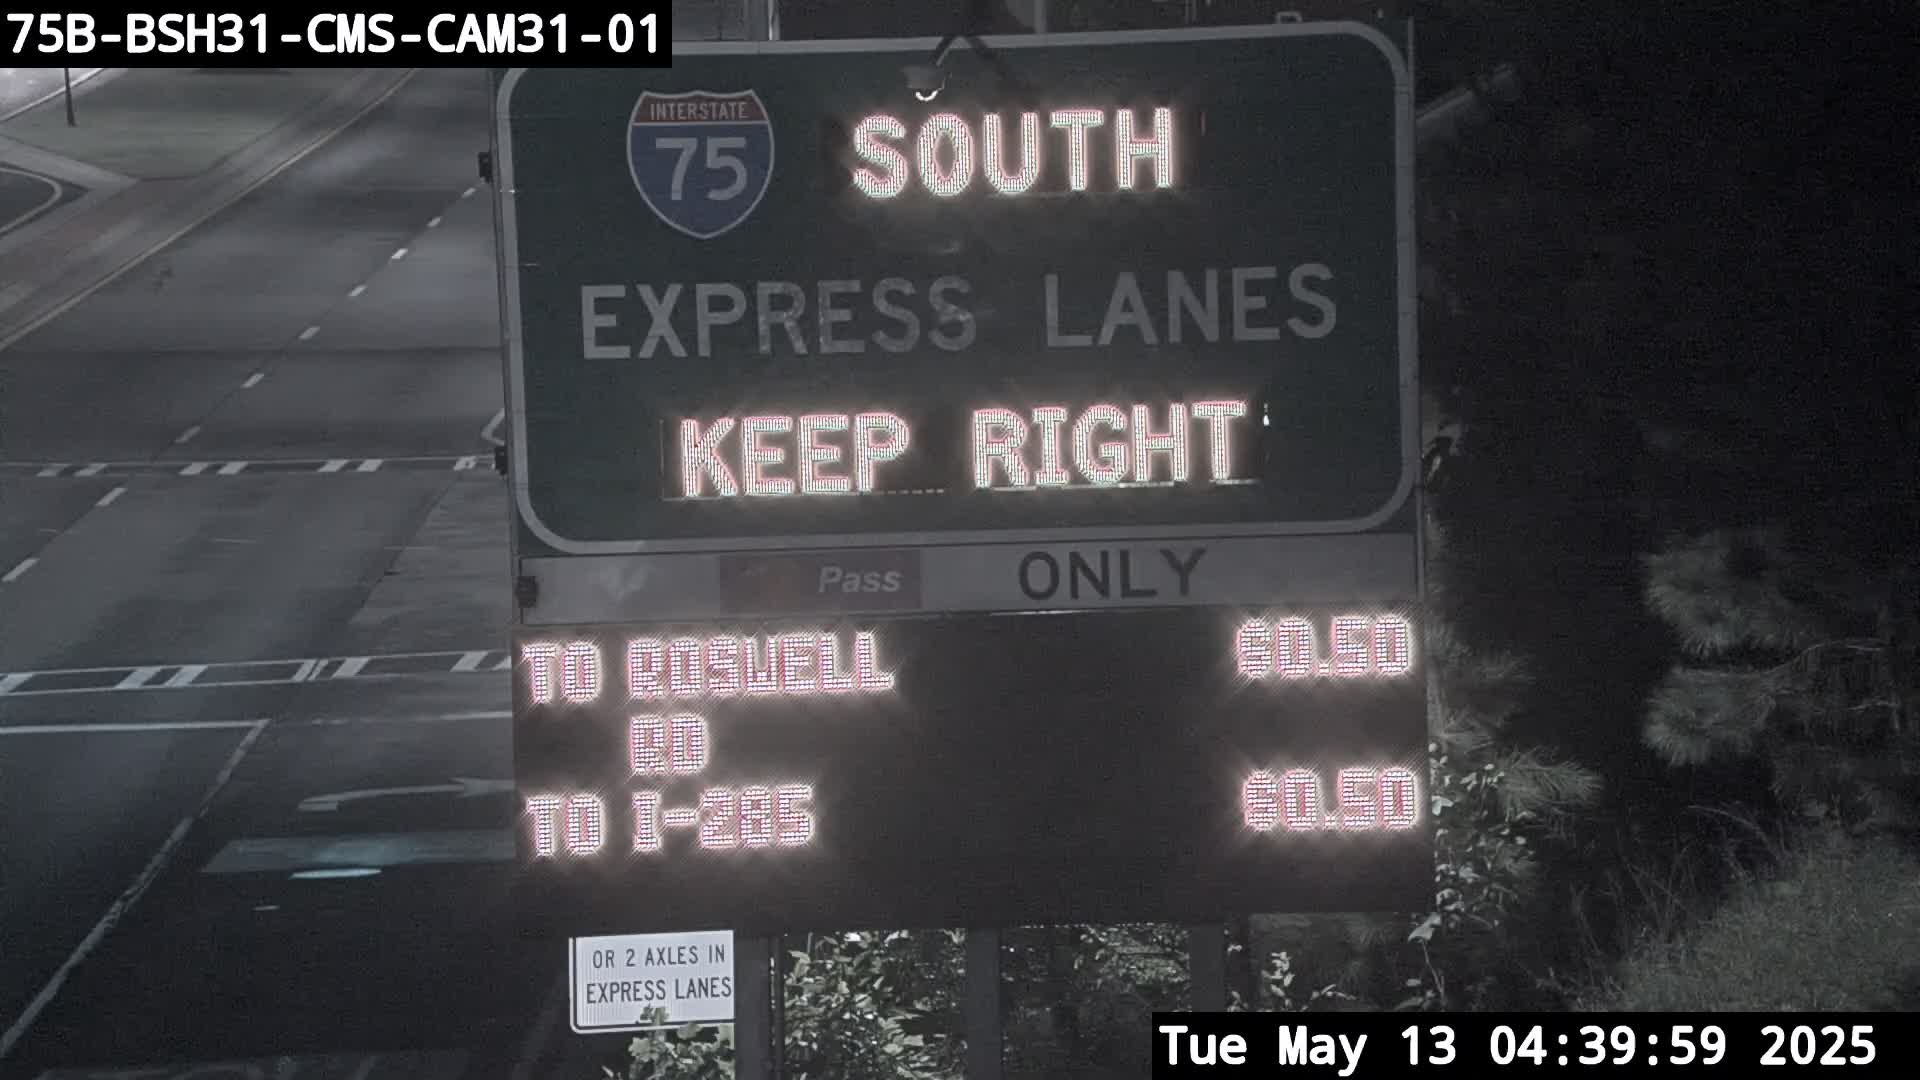 75B-BSH31-CMS-CAM31-01
INTERSTATE
75
SOUTH
EXPRESS LANES
KEEP RIGHT
Pass ONLY
TO ROSWELL $0.50
RD
TO I-285 $0.50
OR 2 AXLES IN
EXPRESS LANES
Tue May 13 04:39:59 2025